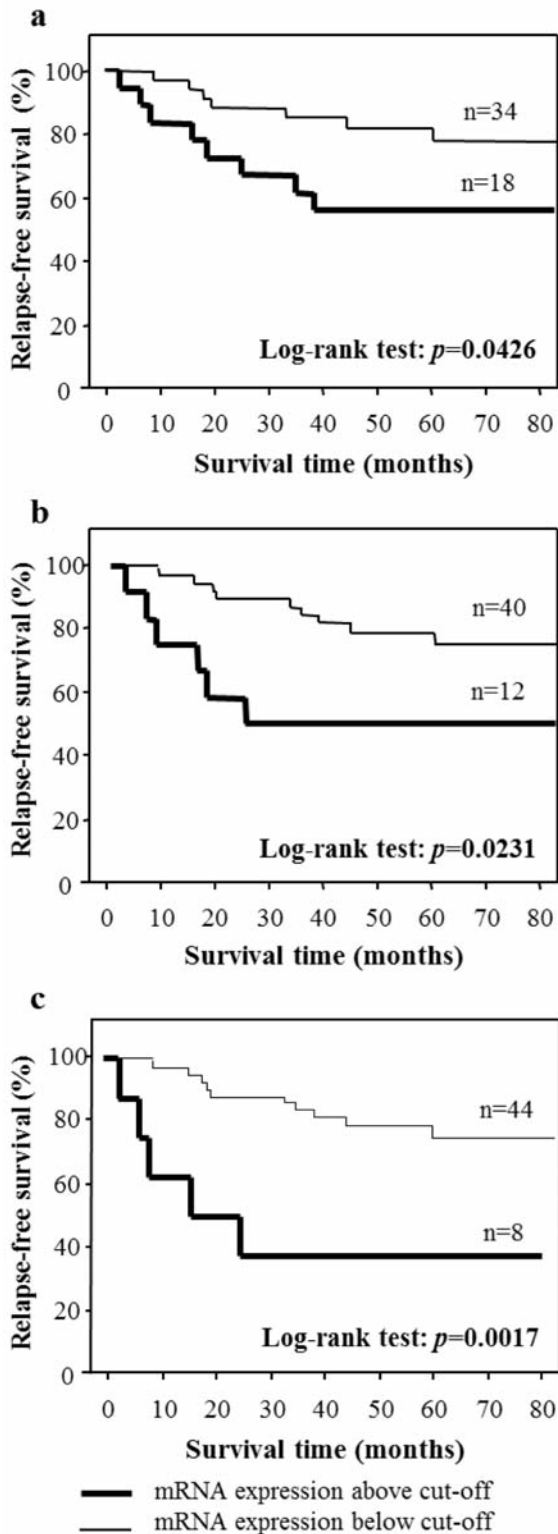 a
Relapse-free survival (%)
100
80
60
40
20
0
n=34
n=18
Log-rank test: p=0.0426
0 10 20 30 40 50 60 70 80
Survival time (months)
b
Relapse-free survival (%)
100
80
60
40
20
0
n=40
n=12
Log-rank test: p=0.0231
0 10 20 30 40 50 60 70 80
Survival time (months)
c
Relapse-free survival (%)
100
80
60
40
20
0
n=44
n=8
Log-rank test: p=0.0017
0 10 20 30 40 50 60 70 80
Survival time (months)
mRNA expression above cut-off
mRNA expression below cut-off